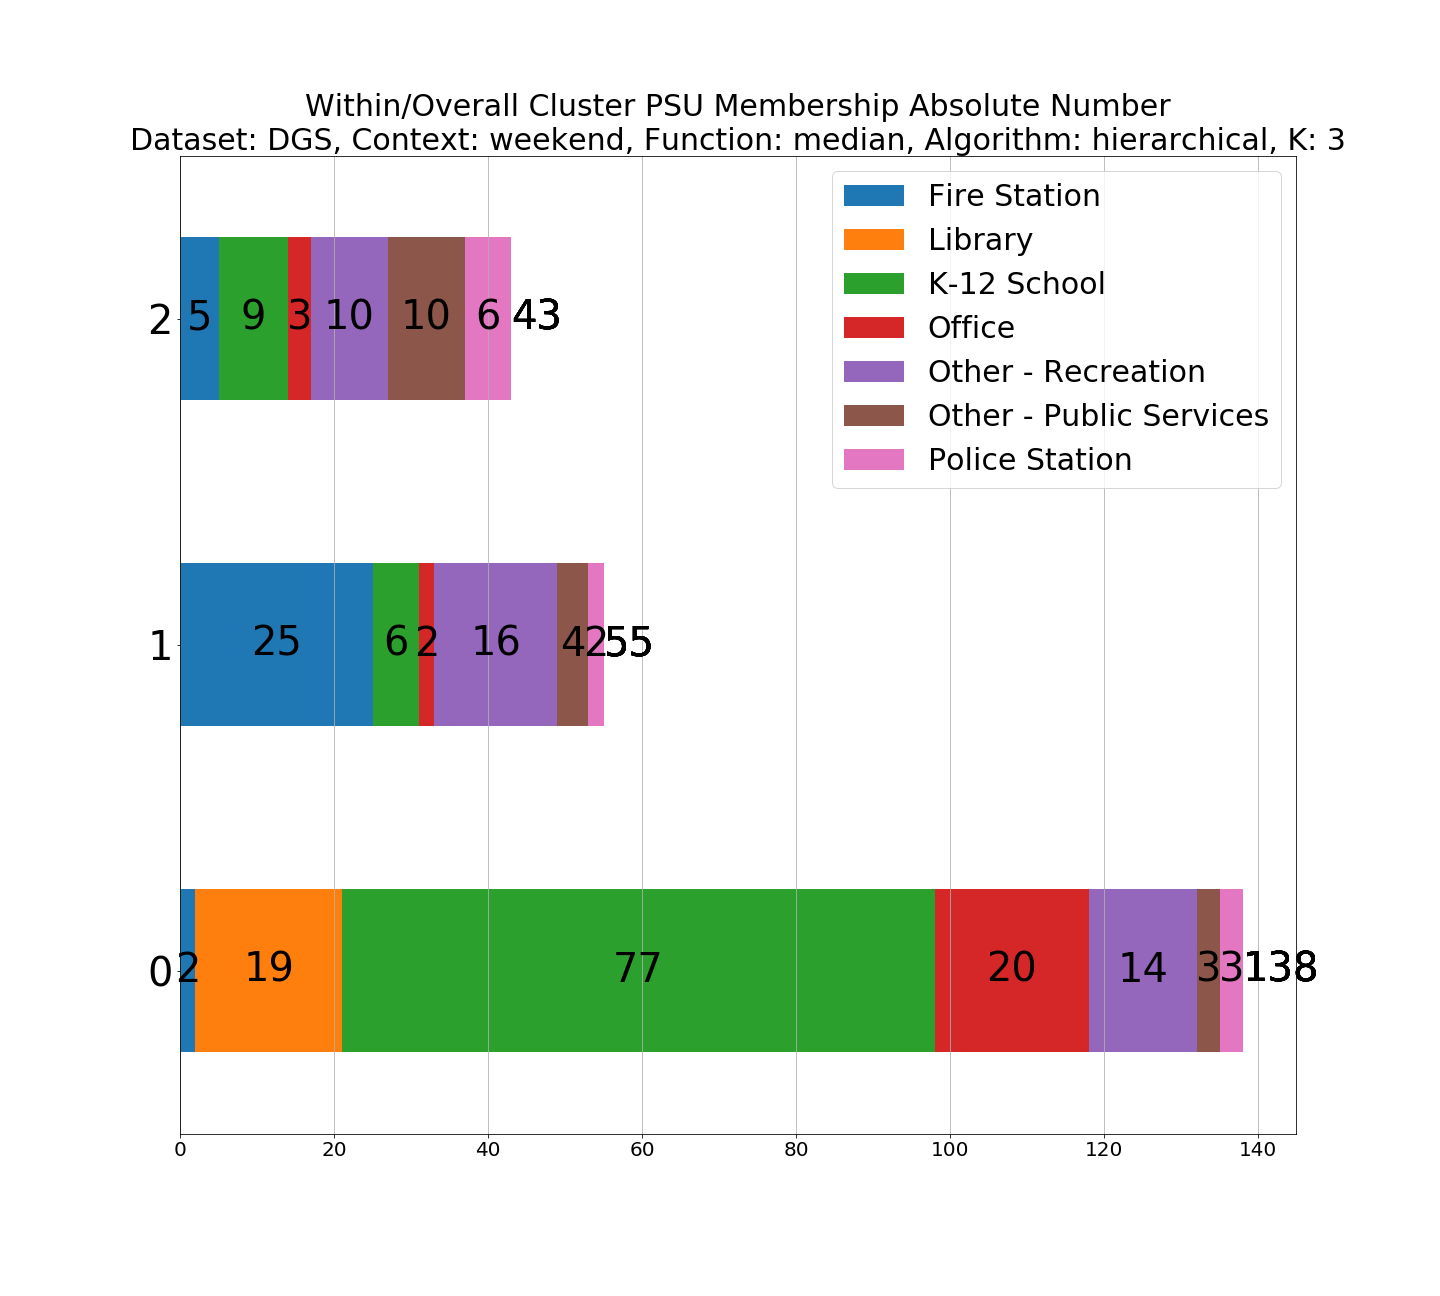 Within/Overall Cluster PSU Membership Absolute Number
Dataset: DGS, Context: weekend, Function: median, Algorithm: hierarchical, K: 3
Fire Station
Library
K-12 School
Office
Other - Recreation
Other - Public Services
Police Station
2 5 9 3 10 10 6 43
1 25 6 2 16 4 2 55
0 2 19 77 20 14 3 3 138
0 20 40 60 80 100 120 140